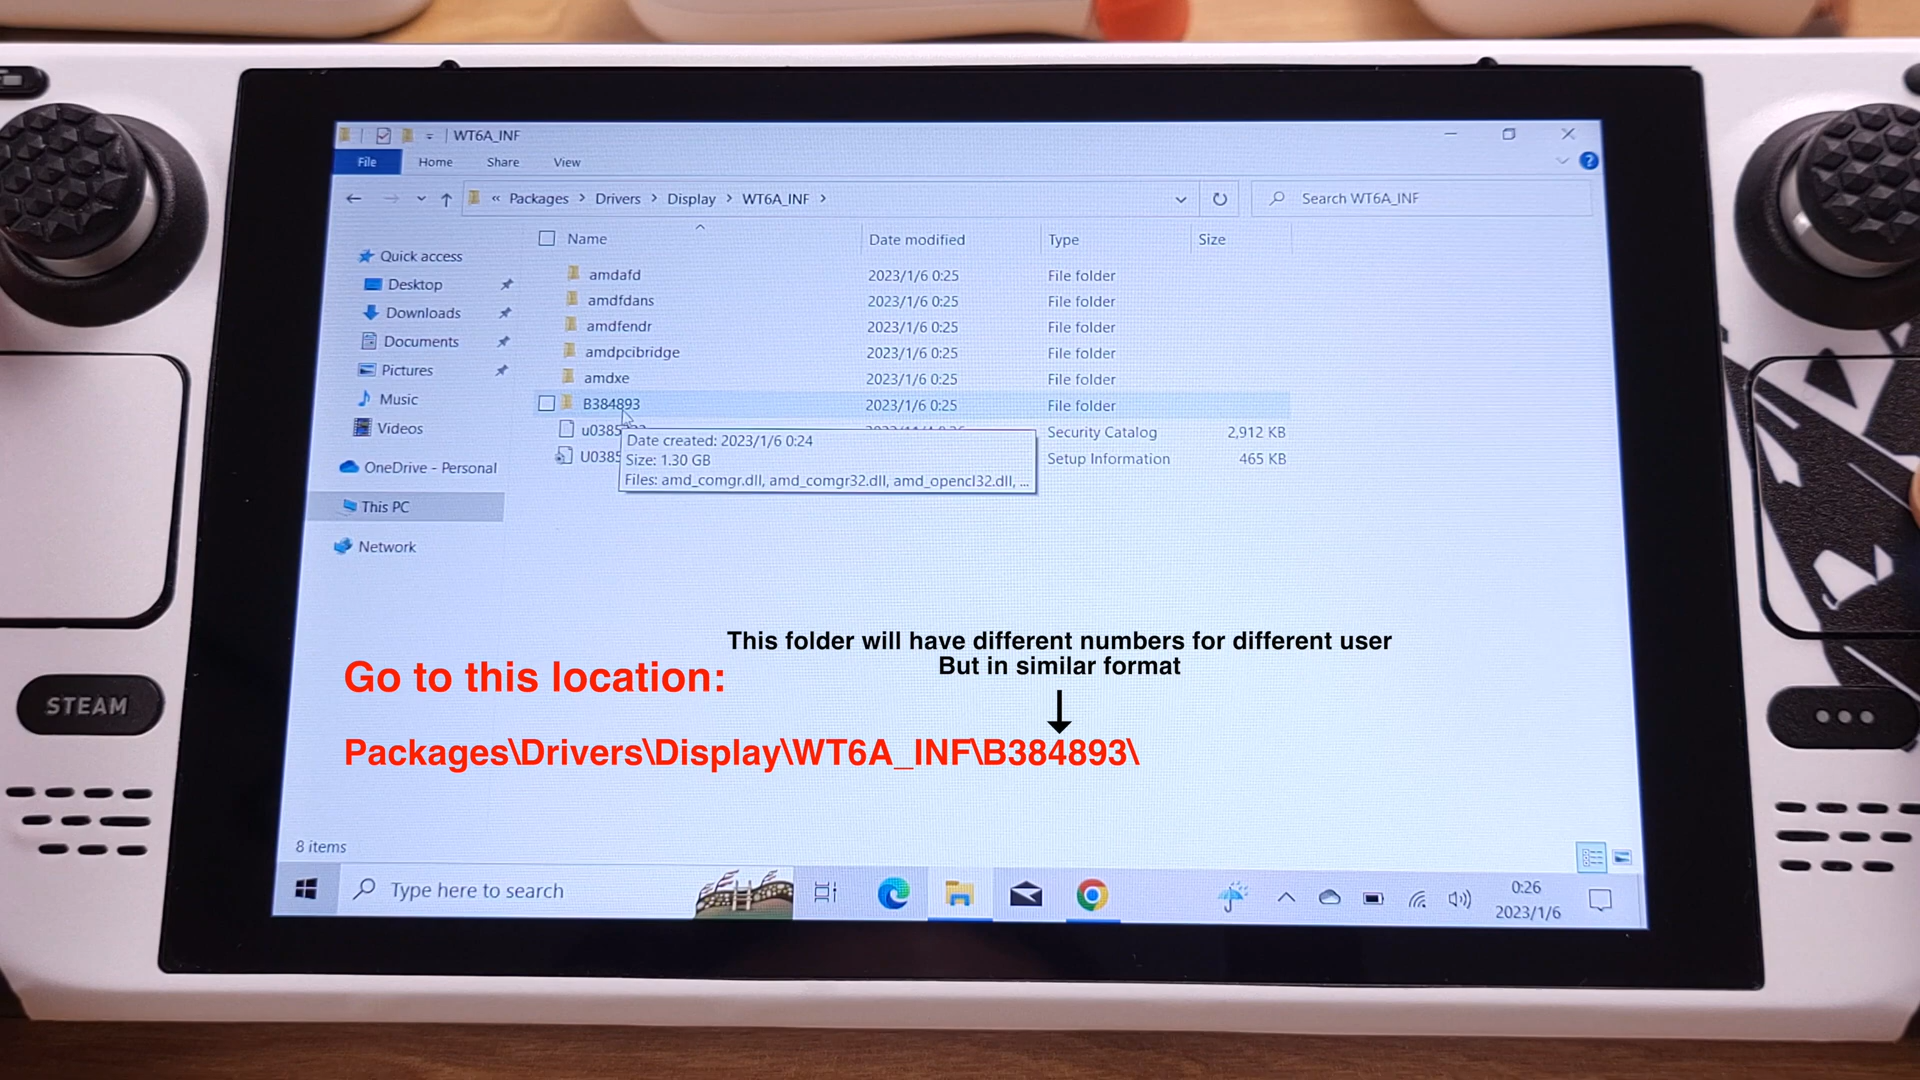 WT6A_INF
File Home Share View
« Packages > Drivers > Display > WT6A_INF >
Search WT6A_INF
Name Date modified Type Size
Quick access
Desktop
Downloads
Documents
Pictures
Music
Videos
OneDrive - Personal
This PC
Network
amdafd 2023/1/6 0:25 File folder
amdfdans 2023/1/6 0:25 File folder
amdfendr 2023/1/6 0:25 File folder
amdpcibridge 2023/1/6 0:25 File folder
amdxe 2023/1/6 0:25 File folder
B384893 2023/1/6 0:25 File folder
Security Catalog 2,912 KB
Setup Information 465 KB
Date created: 2023/1/6 0:24
Size: 1.30 GB
Files: amd_comgr.dll, amd_comgr32.dll, amd_opencl32.dll, ...
This folder will have different numbers for different user
But in similar format
Go to this location:
Packages\Drivers\Display\WT6A_INF\B384893\
STEAM
8 items
Type here to search
0:26
2023/1/6